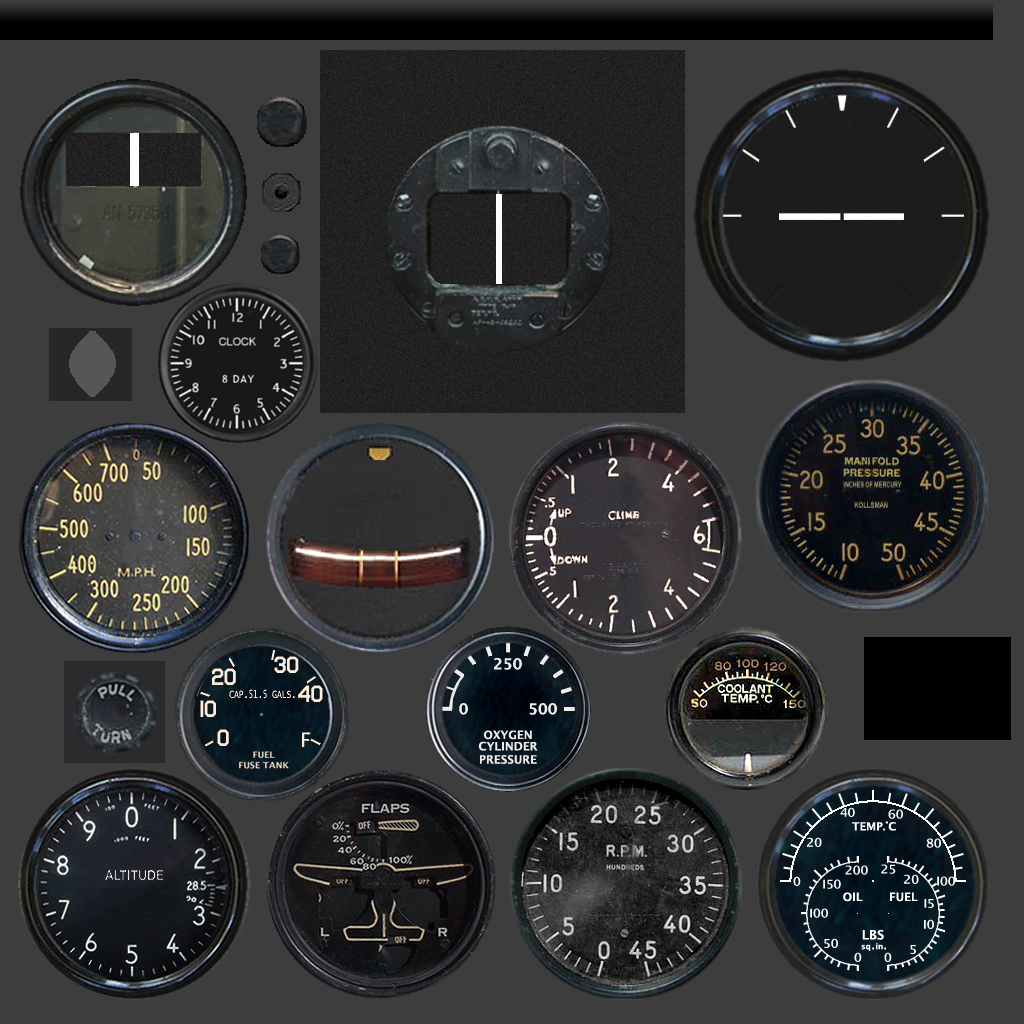 AN 5735-1
12
11 1
10 2
CLOCK
9 3
8 DAY
8 4
7 5
6
0
700 50
600
100
500
150
400
M.P.H.
300 200
250
2
1 4
.5
UP
CLIMB
0 6
DOWN
.5
1 4
2
30
25 35
MANIFOLD
PRESSURE
20 40
INCHES OF MERCURY
KOLLSMAN
15 45
10 50
PULL
TURN
30
20
CAP.51.5 GALS. 40
10
0 F
FUEL
FUSE TANK
250
0 500
OXYGEN
CYLINDER
PRESSURE
80 100 120
COOLANT
TEMP.°C
50 150
0
100 FEET
9 1
1000 FEET
8 2
ALTITUDE
28.5
7 3
6 4
5
FLAPS
0% OFF
20
40
60 100%
80
OFF OFF
L R
OFF
20 25
15 30
R.P.M.
HUNDREDS
10 35
5 40
0 45
40 60
TEMP.°C
20 80
0 100
200 25
150 20
OIL FUEL
100 15
10
LBS
50 sq.in. 5
0 0